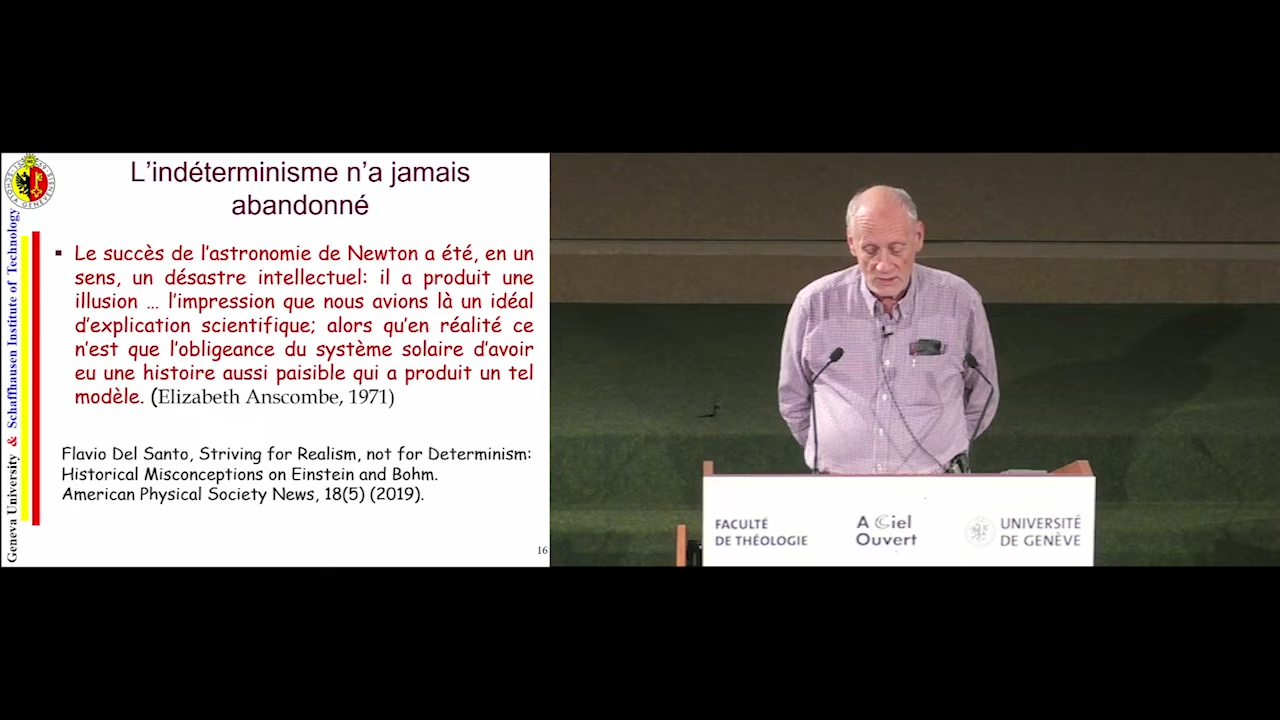 L'indéterminisme n'a jamais
abandonné
▪ Le succès de l'astronomie de Newton a été, en un
sens, un désastre intellectuel: il a produit une
illusion … l'impression que nous avions là un idéal
d'explication scientifique; alors qu'en réalité ce
n'est que l'obligeance du système solaire d'avoir
eu une histoire aussi paisible qui a produit un tel
modèle. (Elizabeth Anscombe, 1971)
Flavio Del Santo, Striving for Realism, not for Determinism:
Historical Misconceptions on Einstein and Bohm.
American Physical Society News, 18(5) (2019).
16
Geneva University & Schaffhausen Institute of Technology
FACULTÉ
DE THÉOLOGIE
A Ciel
Ouvert
UNIVERSITÉ
DE GENÈVE